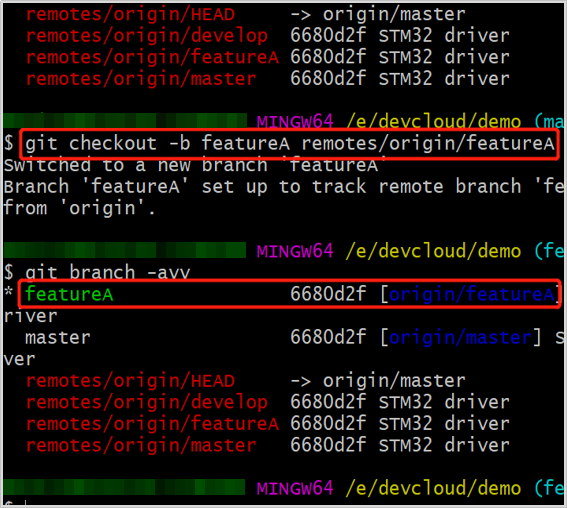 remotes/origin/HEAD -> origin/master
remotes/origin/develop 6680d2f STM32 driver
remotes/origin/featureA 6680d2f STM32 driver
remotes/origin/master 6680d2f STM32 driver
MINGW64 /e/devcloud/demo (ma
$ git checkout -b featureA remotes/origin/featureA
Switched to a new branch 'featureA'
Branch 'featureA' set up to track remote branch 'fe
from 'origin'.
MINGW64 /e/devcloud/demo (fe
$ git branch -avv
* featureA 6680d2f [origin/featureA]
river
master 6680d2f [origin/master] S
ver
remotes/origin/HEAD -> origin/master
remotes/origin/develop 6680d2f STM32 driver
remotes/origin/featureA 6680d2f STM32 driver
remotes/origin/master 6680d2f STM32 driver
MINGW64 /e/devcloud/demo (fe
$